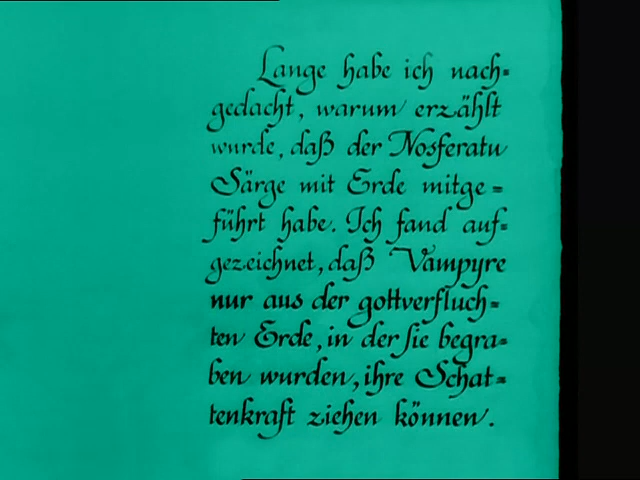 Lange habe ich nach=
gedacht, warum erzählt
wurde, daß der Nosferatu
Särge mit Erde mitge=
führt habe. Ich fand auf=
gezeichnet, daß Vampyre
nur aus der gottverfluch=
ten Erde, in der sie begra=
ben wurden, ihre Schat=
tenkraft ziehen können.